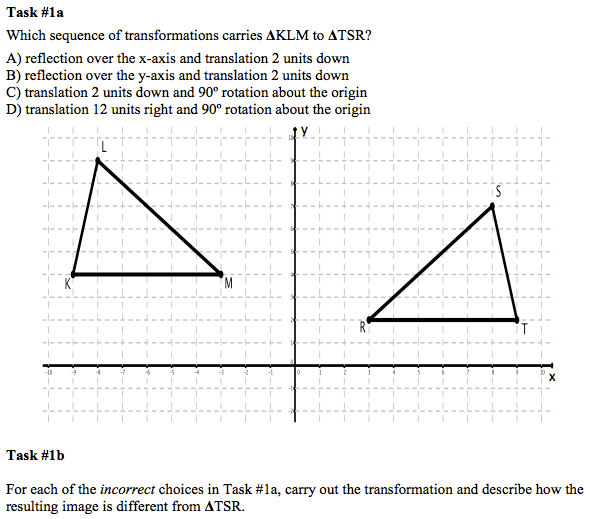 Task #1a
Which sequence of transformations carries ΔKLM to ΔTSR?
A) reflection over the x-axis and translation 2 units down
B) reflection over the y-axis and translation 2 units down
C) translation 2 units down and 90º rotation about the origin
D) translation 12 units right and 90º rotation about the origin
y
L
S
K
M
R
T
x
Task #1b
For each of the incorrect choices in Task #1a, carry out the transformation and describe how the
resulting image is different from ΔTSR.